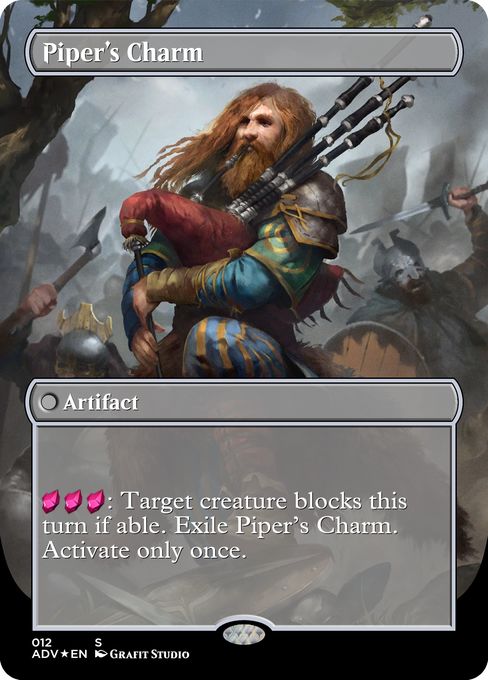 Piper's Charm
Artifact
: Target creature blocks this
turn if able. Exile Piper's Charm.
Activate only once.
012 S
ADV★EN Grafit Studio